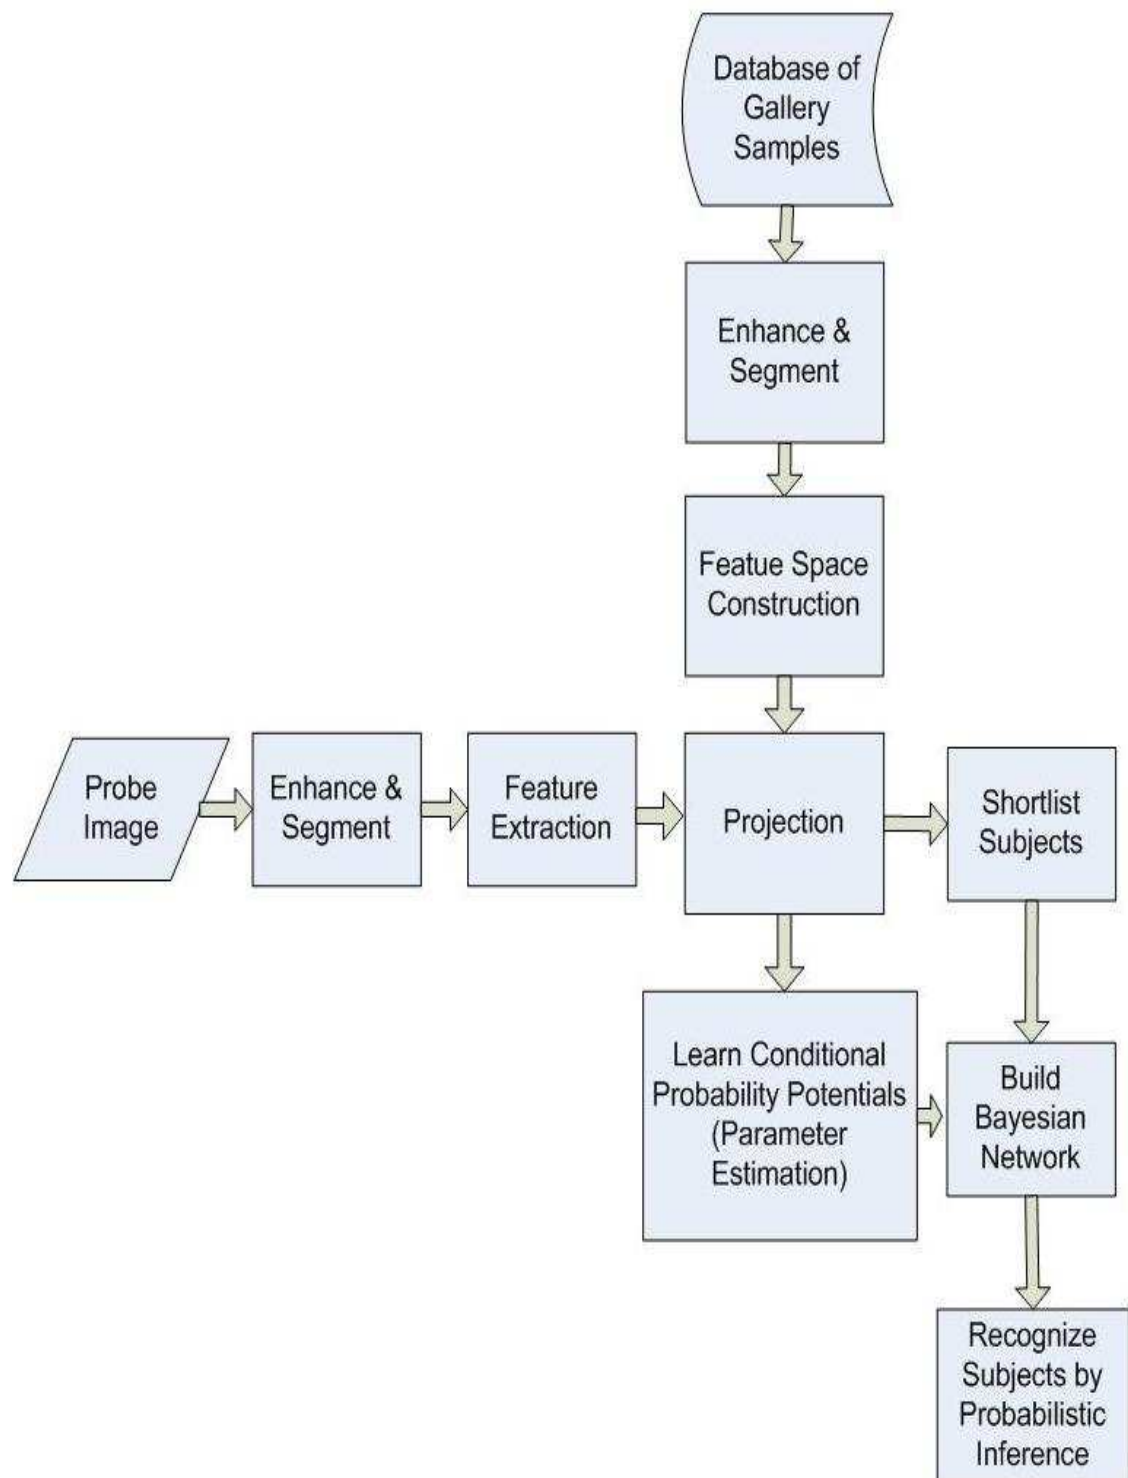 Database of
Gallery
Samples
Enhance &
Segment
Featue Space
Construction
Probe
Image
Enhance &
Segment
Feature
Extraction
Projection
Shortlist
Subjects
Learn Conditional
Probability Potentials
(Parameter
Estimation)
Build
Bayesian
Network
Recognize
Subjects by
Probabilistic
Inference